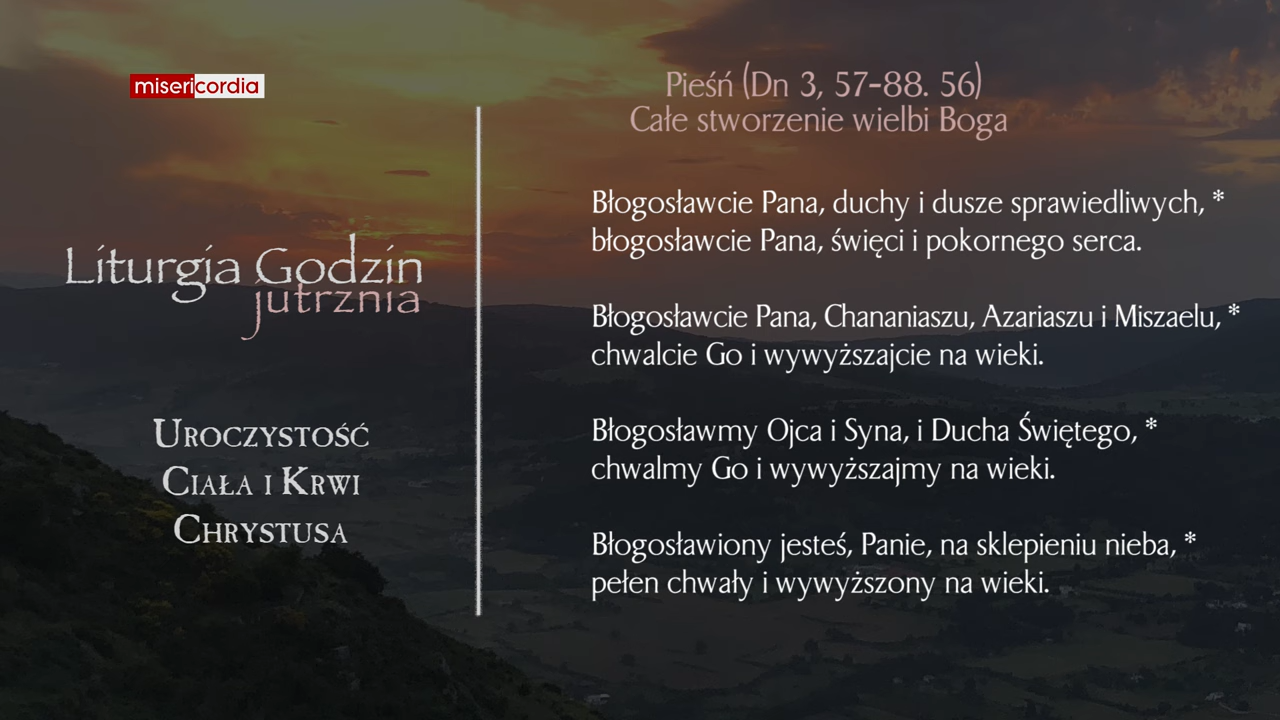 misericordia
Liturgia Godzin
jutrznia
Uroczystość
Ciała i Krwi
Chrystusa
Pieśń (Dn 3, 57-88. 56)
Całe stworzenie wielbi Boga
Błogosławcie Pana, duchy i dusze sprawiedliwych, *
błogosławcie Pana, święci i pokornego serca.
Błogosławcie Pana, Chananiaszu, Azariaszu i Miszaelu, *
chwalcie Go i wywyższajcie na wieki.
Błogosławmy Ojca i Syna, i Ducha Świętego, *
chwalmy Go i wywyższajmy na wieki.
Błogosławiony jesteś, Panie, na sklepieniu nieba, *
pełen chwały i wywyższony na wieki.